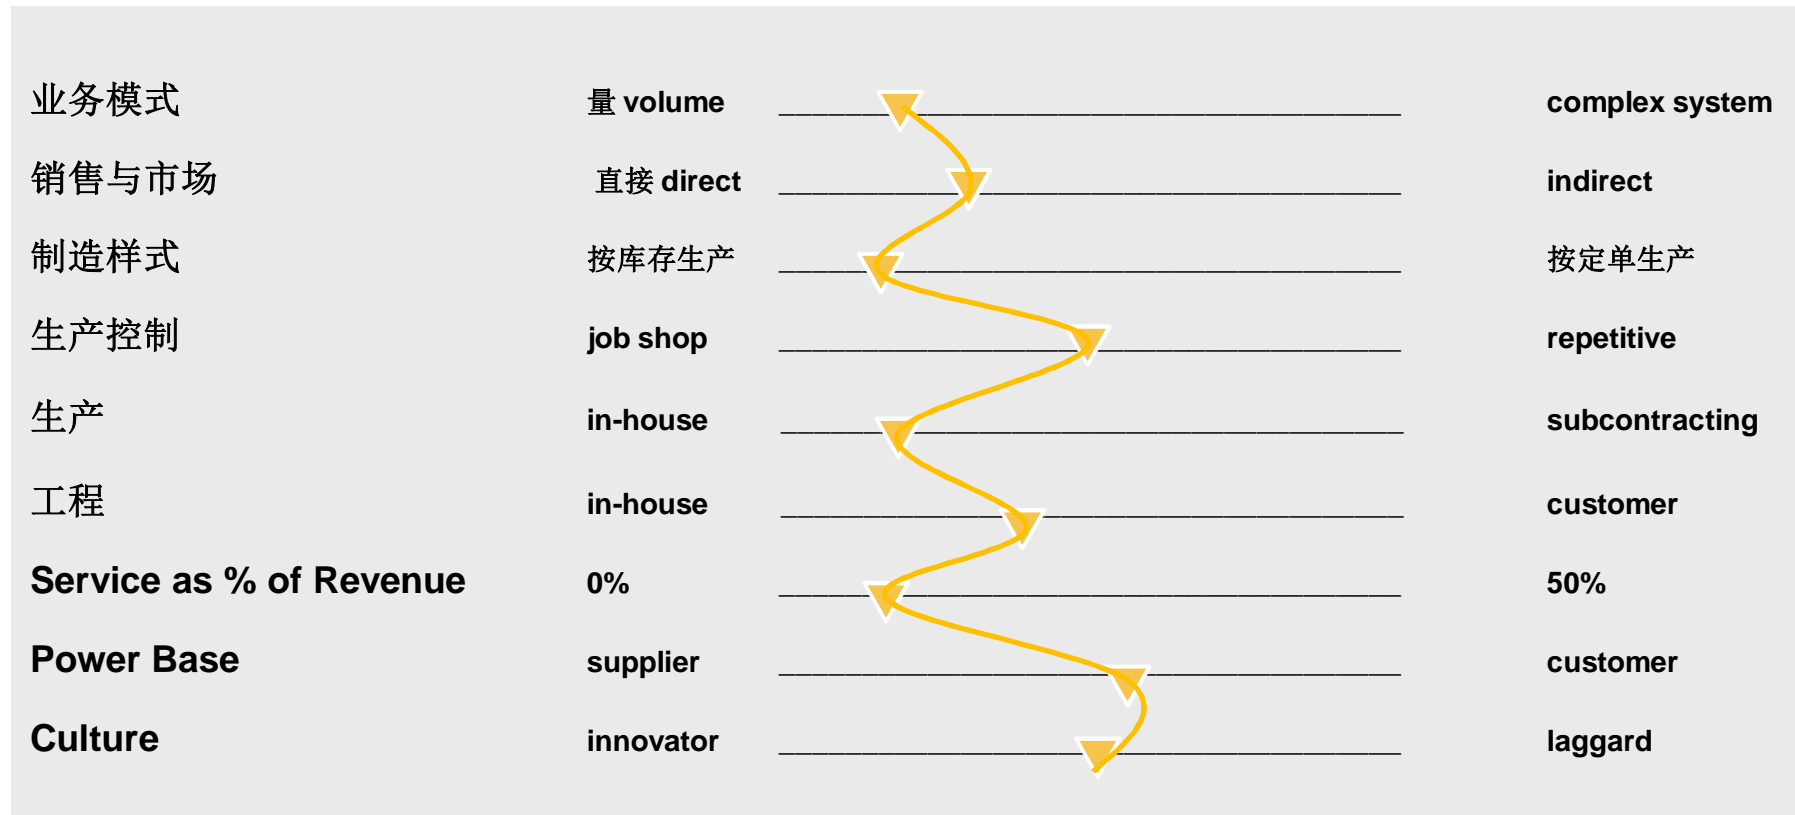 业务模式 量 volume complex system
销售与市场 直接 direct indirect
制造样式 按库存生产 按定单生产
生产控制 job shop repetitive
生产 in-house subcontracting
工程 in-house customer
Service as % of Revenue 0% 50%
Power Base supplier customer
Culture innovator laggard